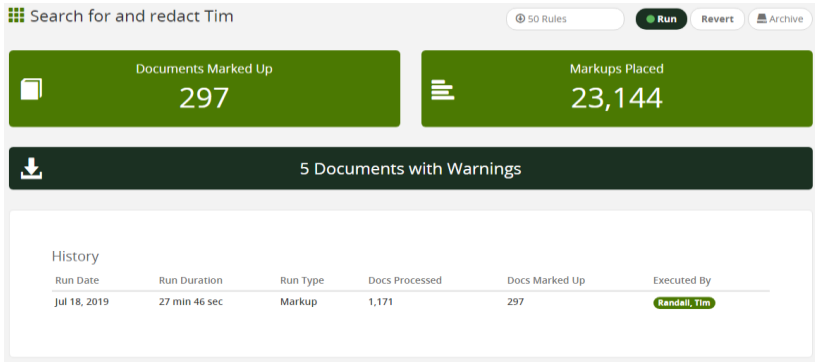 Search for and redact Tim
50 Rules
Run
Revert
Archive
Documents Marked Up
297
Markups Placed
23,144
5 Documents with Warnings
History
Run Date Run Duration Run Type Docs Processed Docs Marked Up Executed By
Jul 18, 2019 27 min 46 sec Markup 1,171 297 Randall, Tim